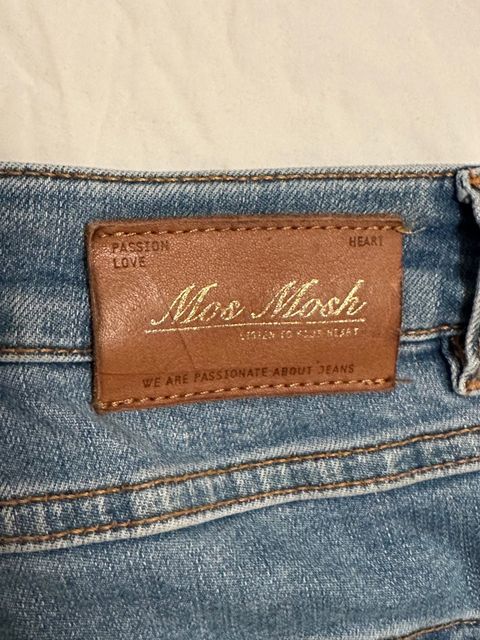 PASSION HEART
LOVE
Mos Mosh
LISTEN TO YOUR HEART
WE ARE PASSIONATE ABOUT JEANS